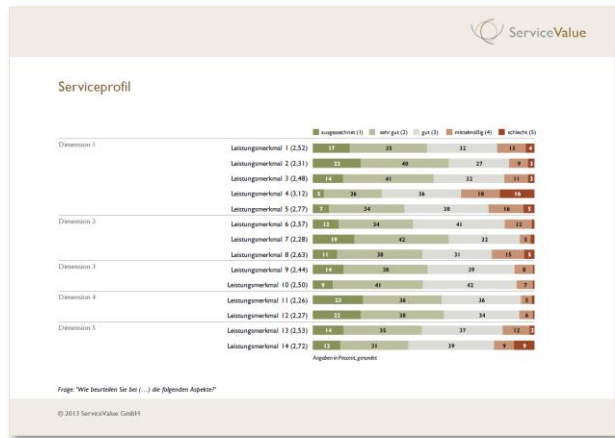 ServiceValue
Serviceprofil
ausgezeichnet (1) sehr gut (2) gut (3) mittelmäßig (4) schlecht (5)
Dimension 1
Leistungsmerkmal 1 (2,52) 17 35 32 13 4
Leistungsmerkmal 2 (2,31) 22 40 27 9
Leistungsmerkmal 3 (2,48) 14 41 32 11 3
Leistungsmerkmal 4 (3,12) 5 26 36 18 16
Leistungsmerkmal 5 (2,77) 7 34 38 16 5
Dimension 2
Leistungsmerkmal 6 (2,57) 12 34 41 12
Leistungsmerkmal 7 (2,28) 19 42 32 5
Leistungsmerkmal 8 (2,63) 11 38 31 15 5
Dimension 3
Leistungsmerkmal 9 (2,44) 14 38 39 8
Leistungsmerkmal 10 (2,50) 9 41 42 7
Dimension 4
Leistungsmerkmal 11 (2,26) 23 36 36 5
Leistungsmerkmal 12 (2,27) 22 38 34 6
Dimension 5
Leistungsmerkmal 13 (2,53) 14 35 37 12
Leistungsmerkmal 14 (2,72) 12 31 39 9 9
Angaben in Prozent, gerundet
Frage: "Wie beurteilen Sie bei (…) die folgenden Aspekte?"
© 2013 ServiceValue GmbH